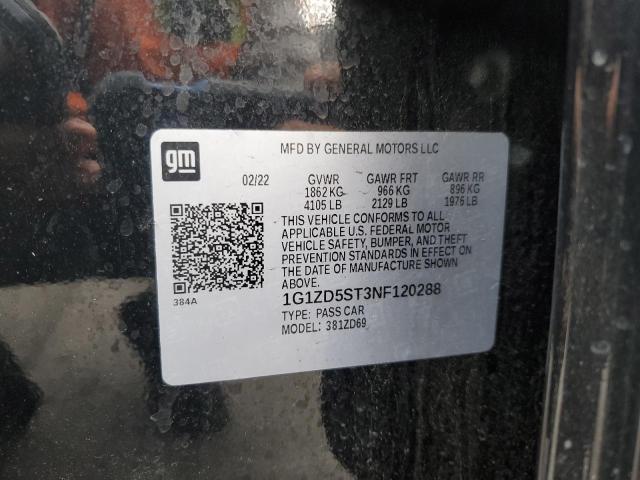 gm
MFD BY GENERAL MOTORS LLC
02/22 GVWR GAWR FRT GAWR RR
1862 KG 966 KG 896 KG
4105 LB 2129 LB 1976 LB
THIS VEHICLE CONFORMS TO ALL
APPLICABLE U.S. FEDERAL MOTOR
VEHICLE SAFETY, BUMPER, AND THEFT
PREVENTION STANDARDS IN EFFECT ON
THE DATE OF MANUFACTURE SHOWN
ABOVE.
384A
1G1ZD5ST3NF120288
TYPE: PASS CAR
MODEL: 381ZD69